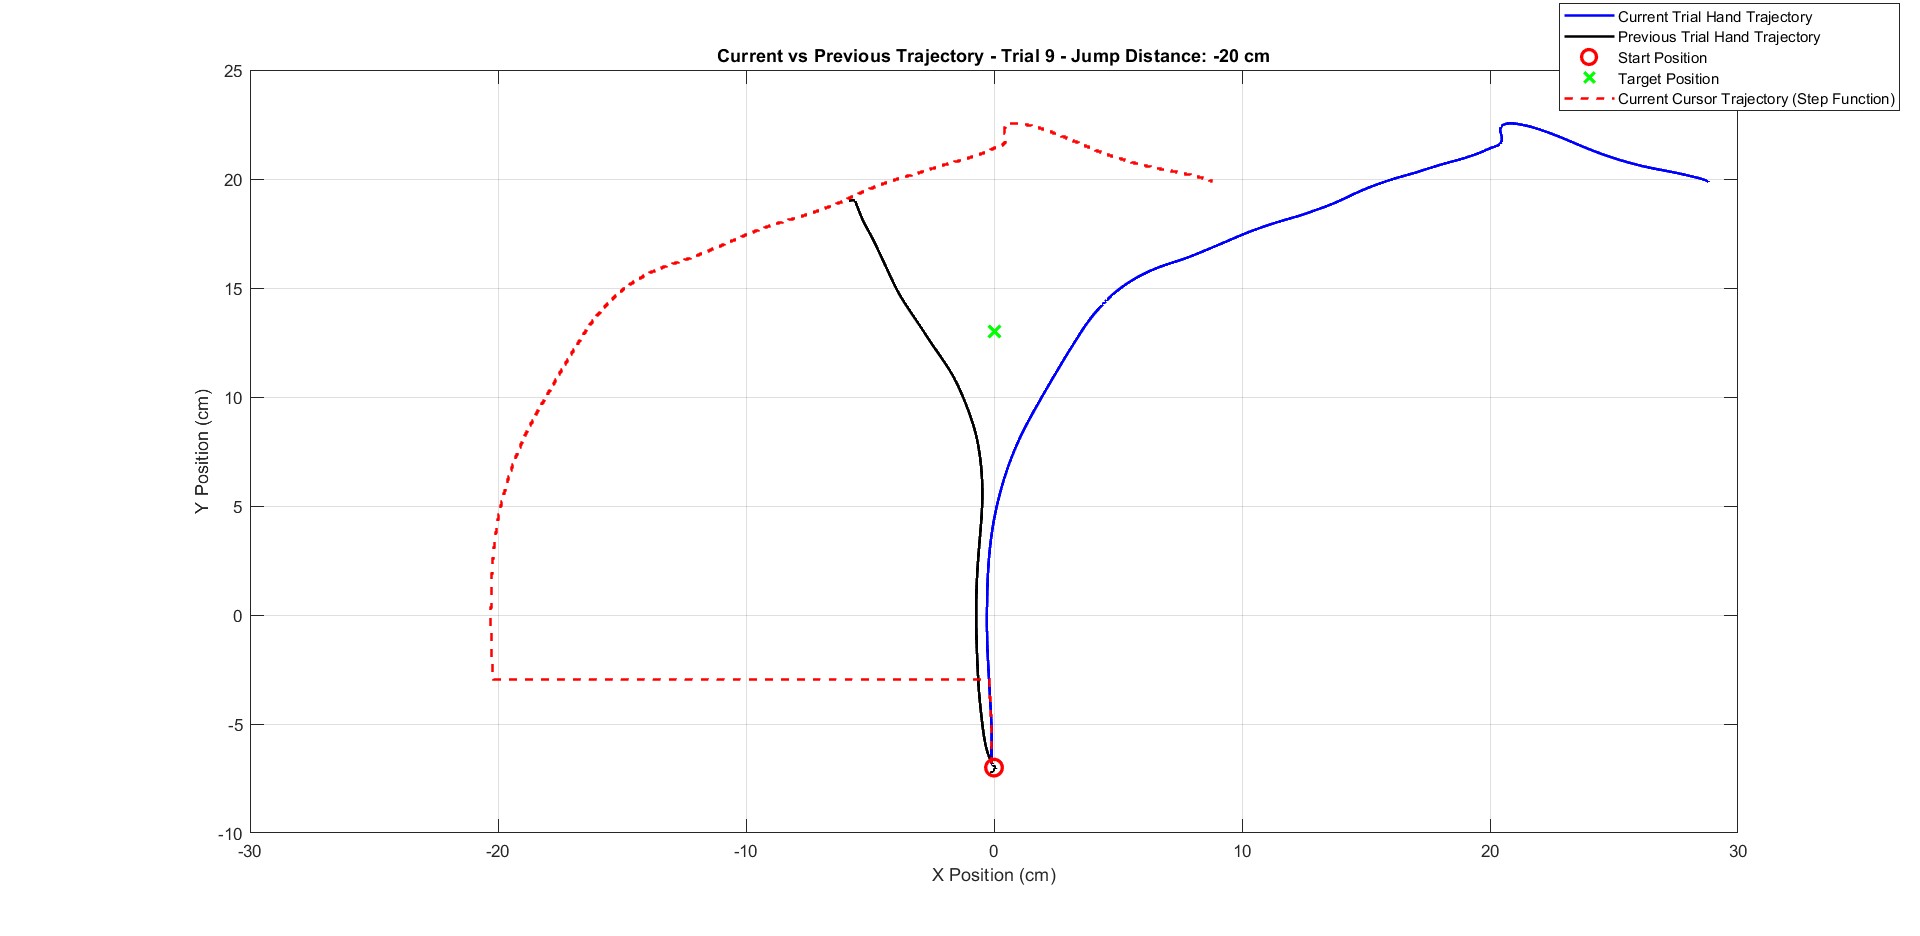 Current vs Previous Trajectory - Trial 9 - Jump Distance: -20 cm
Current Trial Hand Trajectory
Previous Trial Hand Trajectory
Start Position
Target Position
Current Cursor Trajectory (Step Function)
Y Position (cm)
25
20
15
10
5
0
-5
-10
-30
-20
-10
0
10
20
30
X Position (cm)